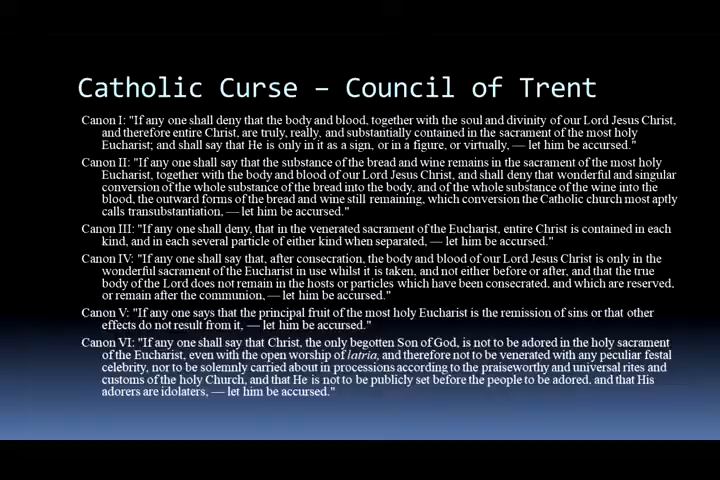 Catholic Curse – Council of Trent
Canon I: "If any one shall deny that the body and blood, together with the soul and divinity of our Lord Jesus Christ,
and therefore entire Christ, are truly, really, and substantially contained in the sacrament of the most holy
Eucharist; and shall say that He is only in it as a sign, or in a figure, or virtually, — let him be accursed."
Canon II: "If any one shall say that the substance of the bread and wine remains in the sacrament of the most holy
Eucharist, together with the body and blood of our Lord Jesus Christ, and shall deny that wonderful and singular
conversion of the whole substance of the bread into the body, and of the whole substance of the wine into the
blood, the outward forms of the bread and wine still remaining, which conversion the Catholic church most aptly
calls transubstantiation, — let him be accursed."
Canon III: "If any one shall deny, that in the venerated sacrament of the Eucharist, entire Christ is contained in each
kind, and in each several particle of either kind when separated, — let him be accursed."
Canon IV: "If any one shall say that, after consecration, the body and blood of our Lord Jesus Christ is only in the
wonderful sacrament of the Eucharist in use whilst it is taken, and not either before or after, and that the true
body of the Lord does not remain in the hosts or particles which have been consecrated, and which are reserved,
or remain after the communion, — let him be accursed."
Canon V: "If any one says that the principal fruit of the most holy Eucharist is the remission of sins or that other
effects do not result from it, — let him be accursed."
Canon VI: "If any one shall say that Christ, the only begotten Son of God, is not to be adored in the holy sacrament
of the Eucharist, even with the open worship of latria, and therefore not to be venerated with any peculiar festal
celebrity, nor to be solemnly carried about in processions according to the praiseworthy and universal rites and
customs of the holy Church, and that He is not to be publicly set before the people to be adored, and that His
adorers are idolaters, — let him be accursed."